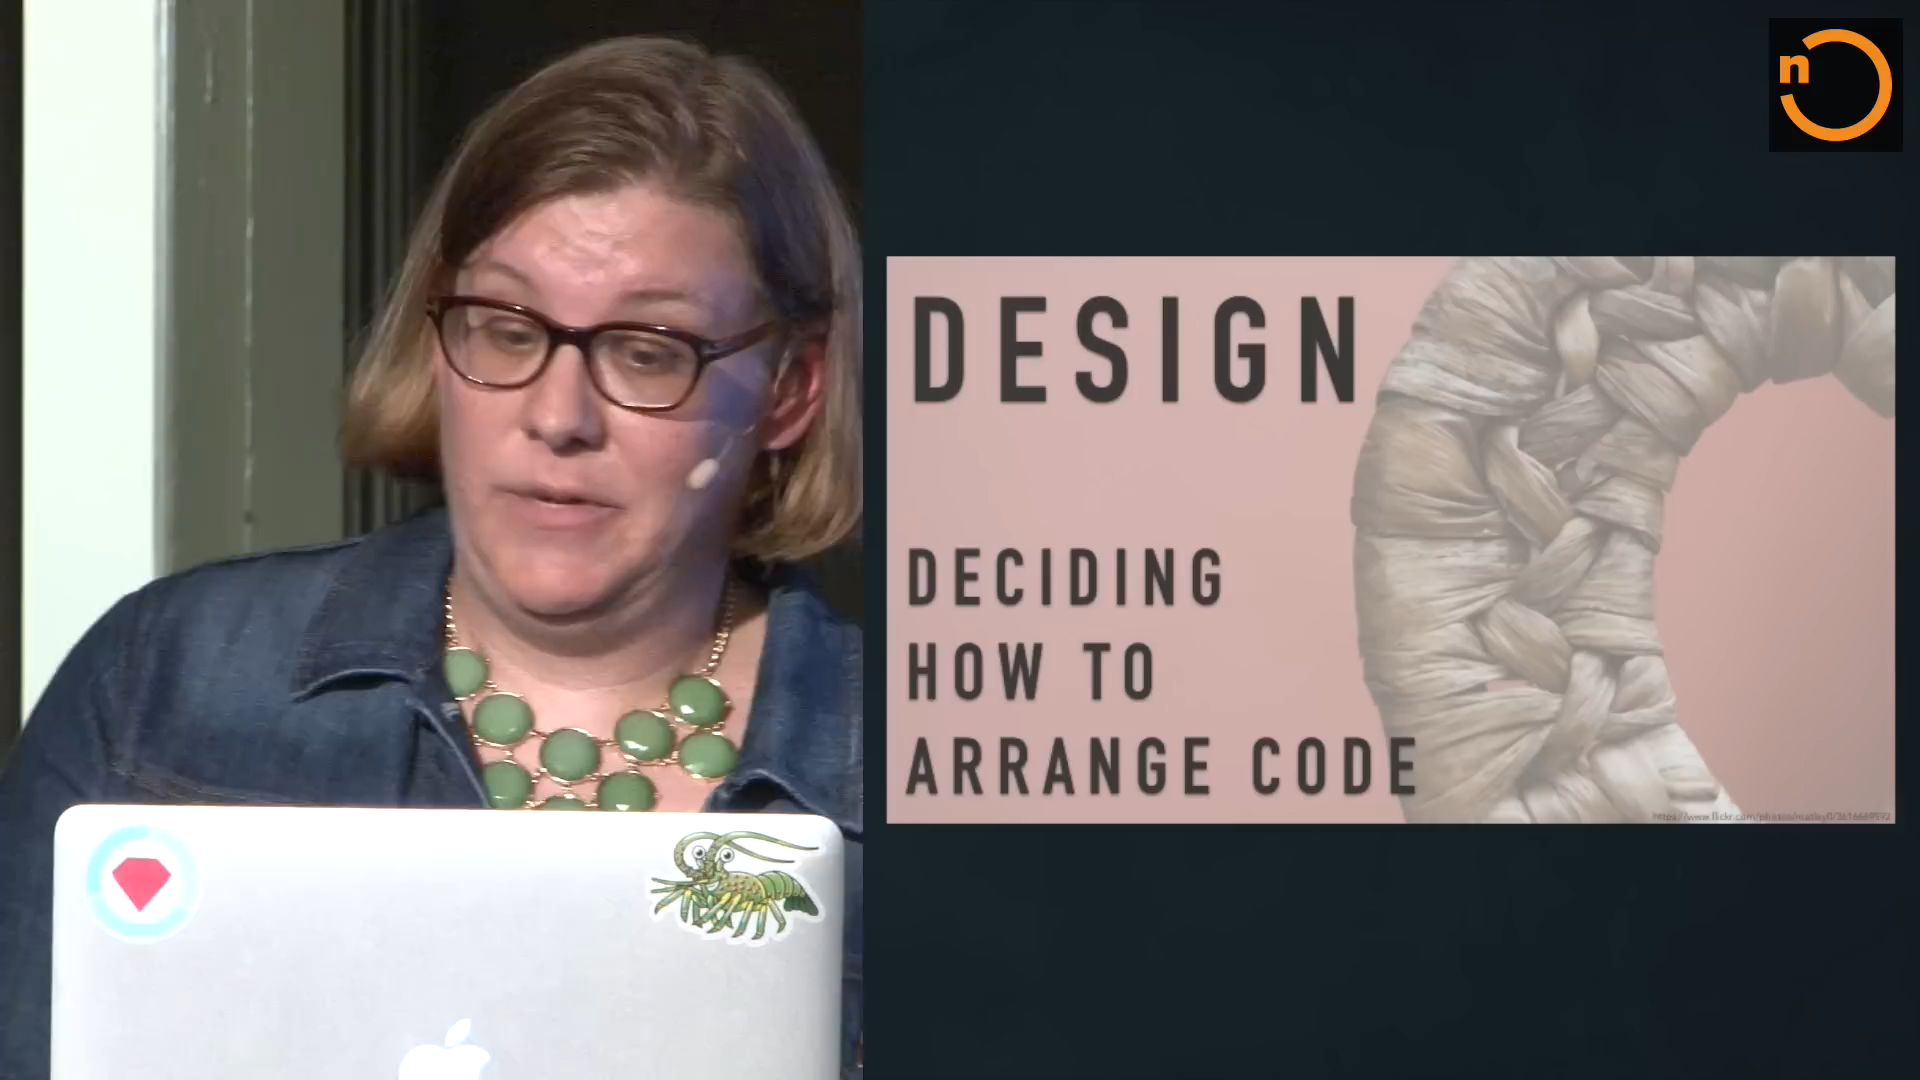 n
DESIGN
DECIDING
HOW TO
ARRANGE CODE